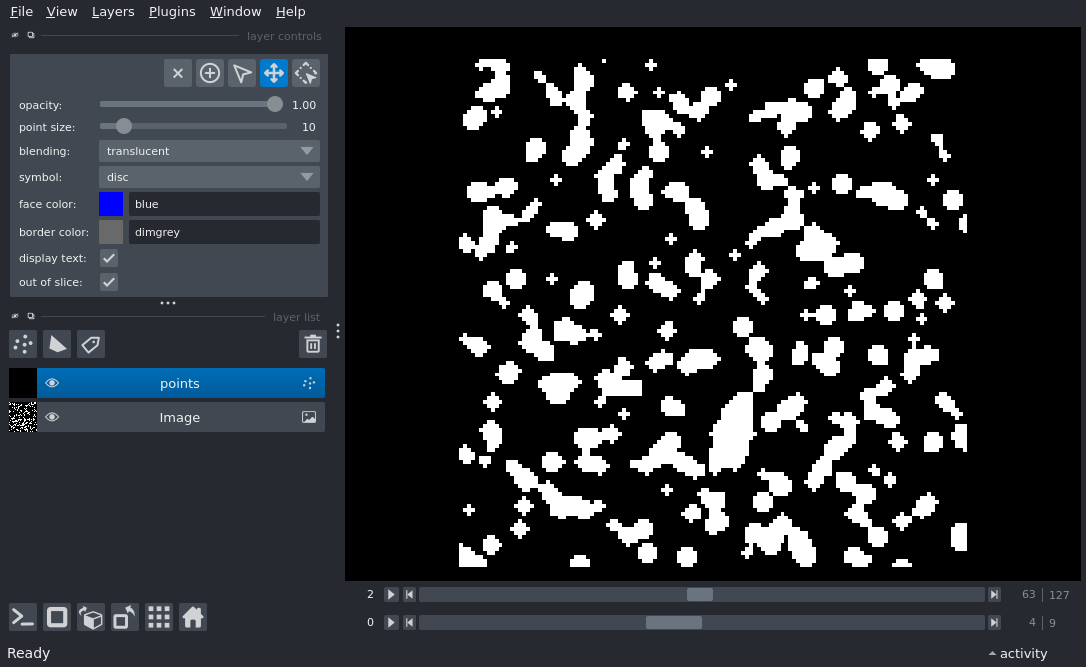 File View Layers Plugins Window Help
layer controls
opacity: 1.00
point size: 10
blending: translucent
symbol: disc
face color: blue
border color: dimgrey
display text:
out of slice:
layer list
points
Image
2 63 127
0 4 9
Ready activity